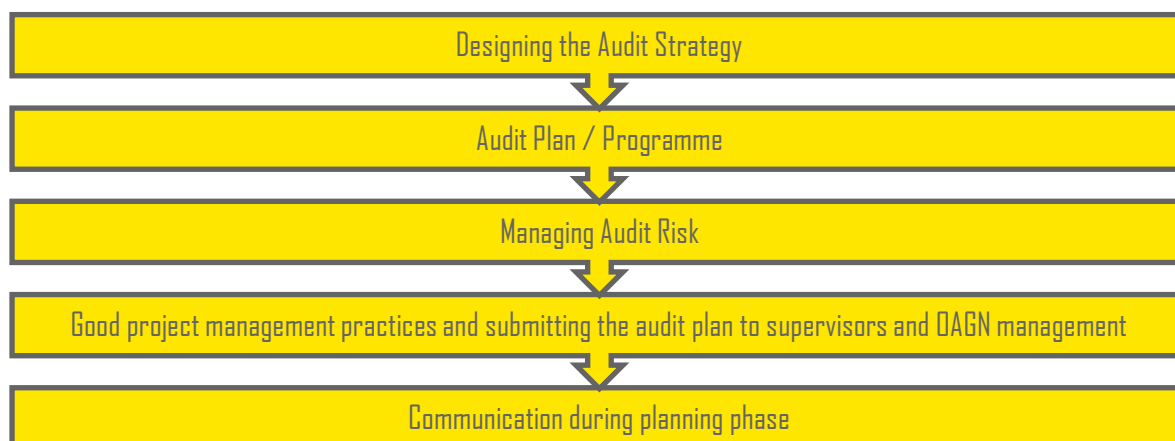 Designing the Audit Strategy
Audit Plan / Programme
Managing Audit Risk
Good project management practices and submitting the audit plan to supervisors and OAGN management
Communication during planning phase